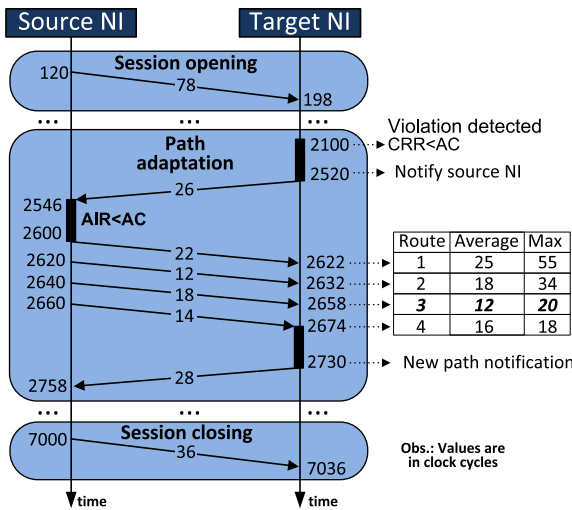 Source NI
Target NI
Session opening
120
78
198
... ... ...
Path
adaptation
2100
Violation detected
CRR<AC
2520
Notify source NI
26
2546
AIR<AC
2600
22
2622
2620
12
2632
2640
18
2658
2660
14
2674
Route Average Max
1 25 55
2 18 34
3 12 20
4 16 18
2730
New path notification
28
2758
... ... ...
Session closing
7000
36
7036
Obs.: Values are
in clock cycles
time
time